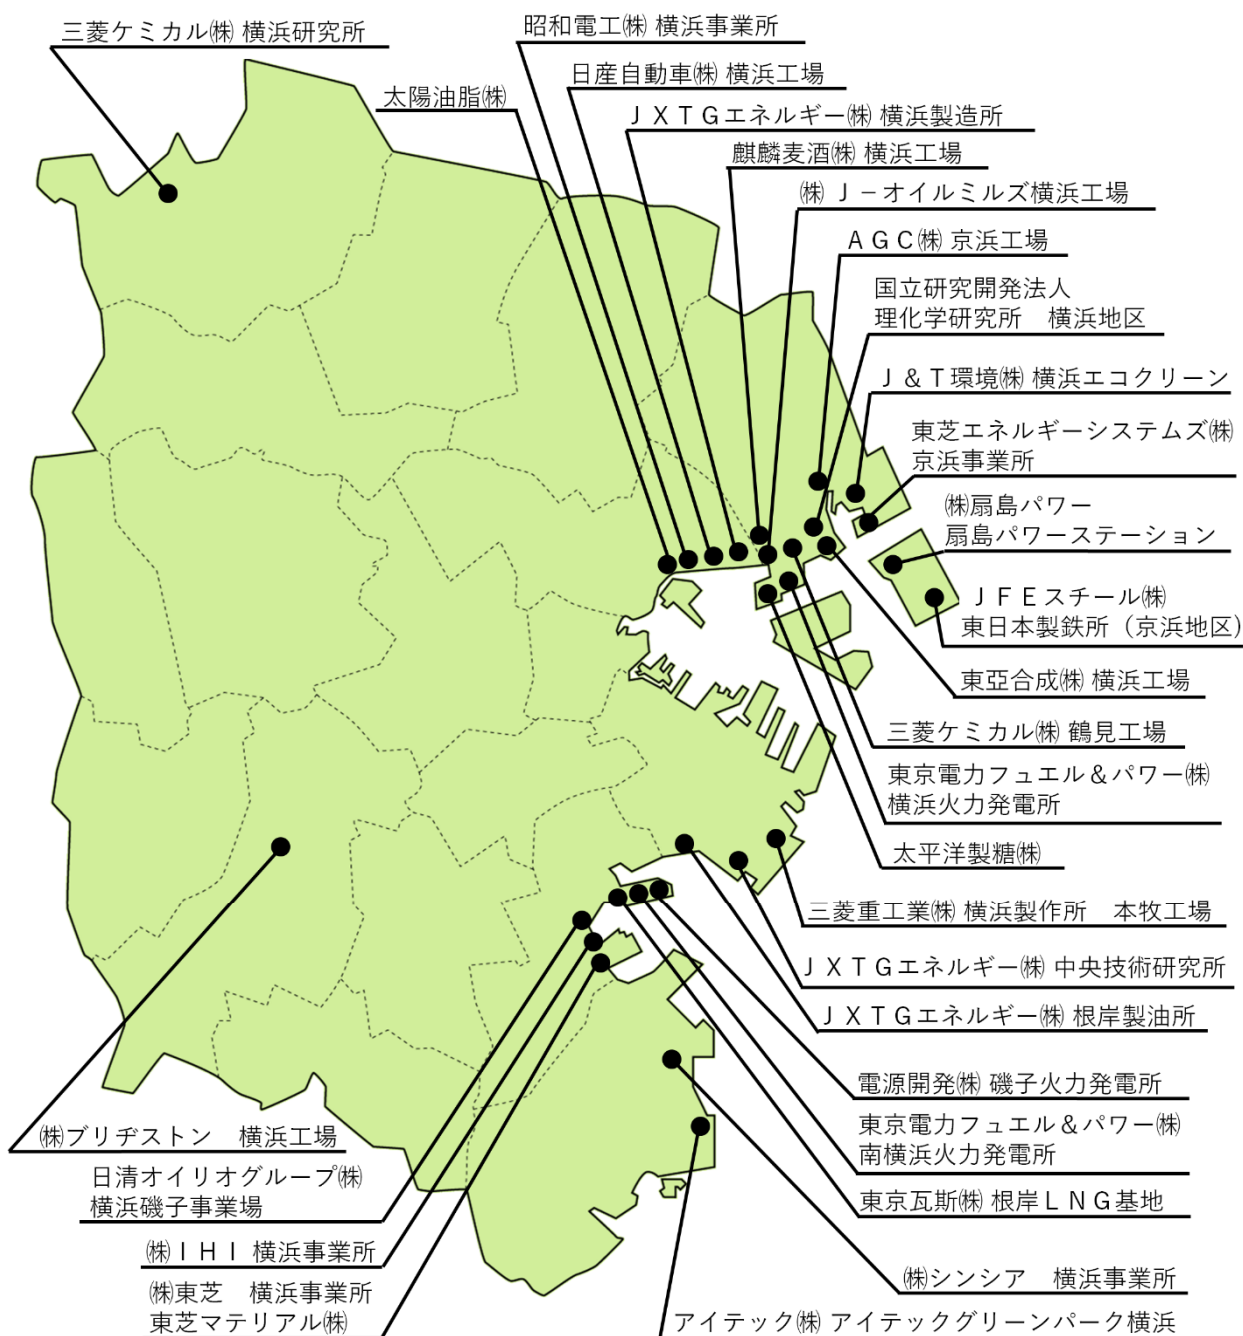 三菱ケミカル㈱ 横浜研究所
昭和電工㈱ 横浜事業所
日産自動車㈱ 横浜工場
太陽油脂㈱
ＪＸＴＧエネルギー㈱ 横浜製造所
麒麟麦酒㈱ 横浜工場
㈱Ｊ－オイルミルズ横浜工場
ＡＧＣ㈱ 京浜工場
国立研究開発法人
理化学研究所　横浜地区
Ｊ＆Ｔ環境㈱ 横浜エコクリーン
東芝エネルギーシステムズ㈱
京浜事業所
㈱扇島パワー
扇島パワーステーション
ＪＦＥスチール㈱
東日本製鉄所（京浜地区）
東亞合成㈱ 横浜工場
三菱ケミカル㈱ 鶴見工場
東京電力フュエル＆パワー㈱
横浜火力発電所
太平洋製糖㈱
三菱重工業㈱ 横浜製作所　本牧工場
ＪＸＴＧエネルギー㈱ 中央技術研究所
ＪＸＴＧエネルギー㈱ 根岸製油所
電源開発㈱ 磯子火力発電所
東京電力フュエル＆パワー㈱
南横浜火力発電所
東京瓦斯㈱ 根岸ＬＮＧ基地
㈱ブリヂストン　横浜工場
日清オイリオグループ㈱
横浜磯子事業場
㈱ＩＨＩ 横浜事業所
㈱東芝　横浜事業所
東芝マテリアル㈱
㈱シンシア　横浜事業所
アイテック㈱ アイテックグリーンパーク横浜